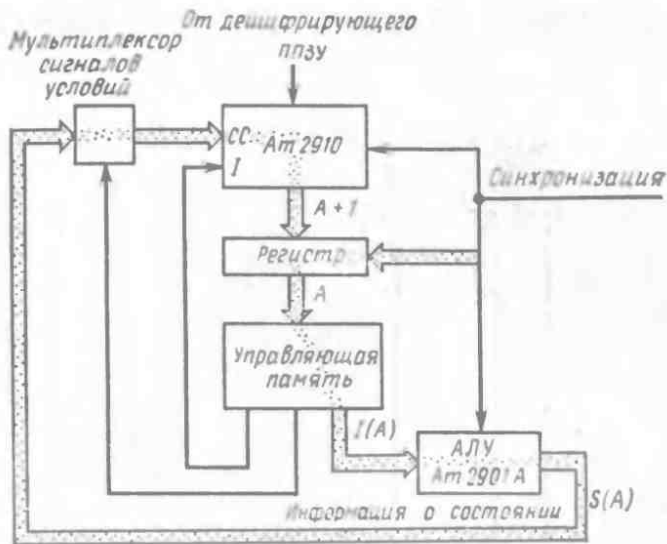 От дешифрирующего
ППЗУ
Мультиплексор
сигналов
условий
CC
Am 2910
I
Синхронизация
A + 1
Регистр
A
Управляющая
память
I(A)
АЛУ
Am 2901 A
S(A)
Информация о состоянии